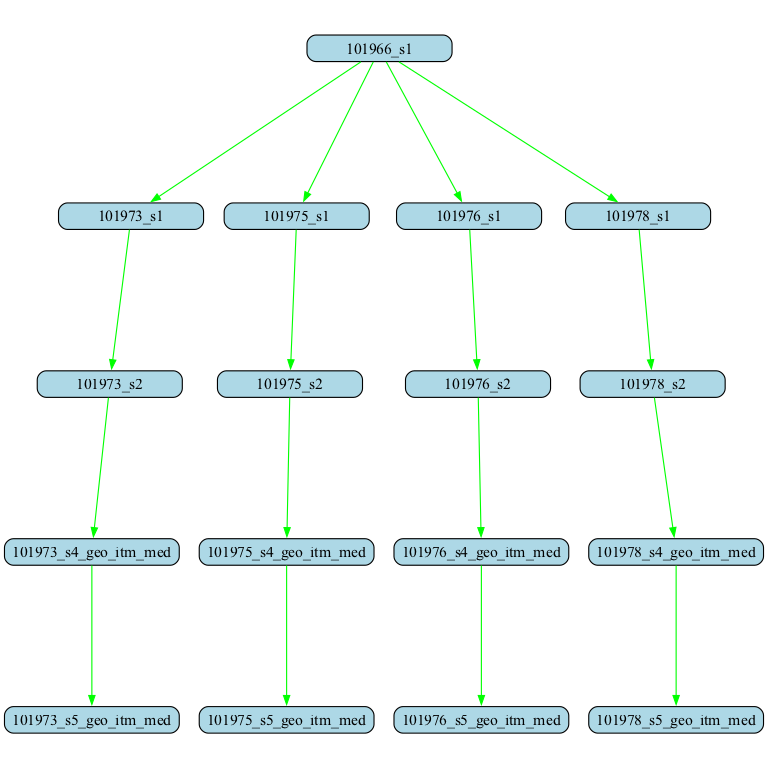 101966_s1
101973_s1
101975_s1
101976_s1
101978_s1
101973_s2
101975_s2
101976_s2
101978_s2
101973_s4_geo_itm_med
101975_s4_geo_itm_med
101976_s4_geo_itm_med
101978_s4_geo_itm_med
101973_s5_geo_itm_med
101975_s5_geo_itm_med
101976_s5_geo_itm_med
101978_s5_geo_itm_med